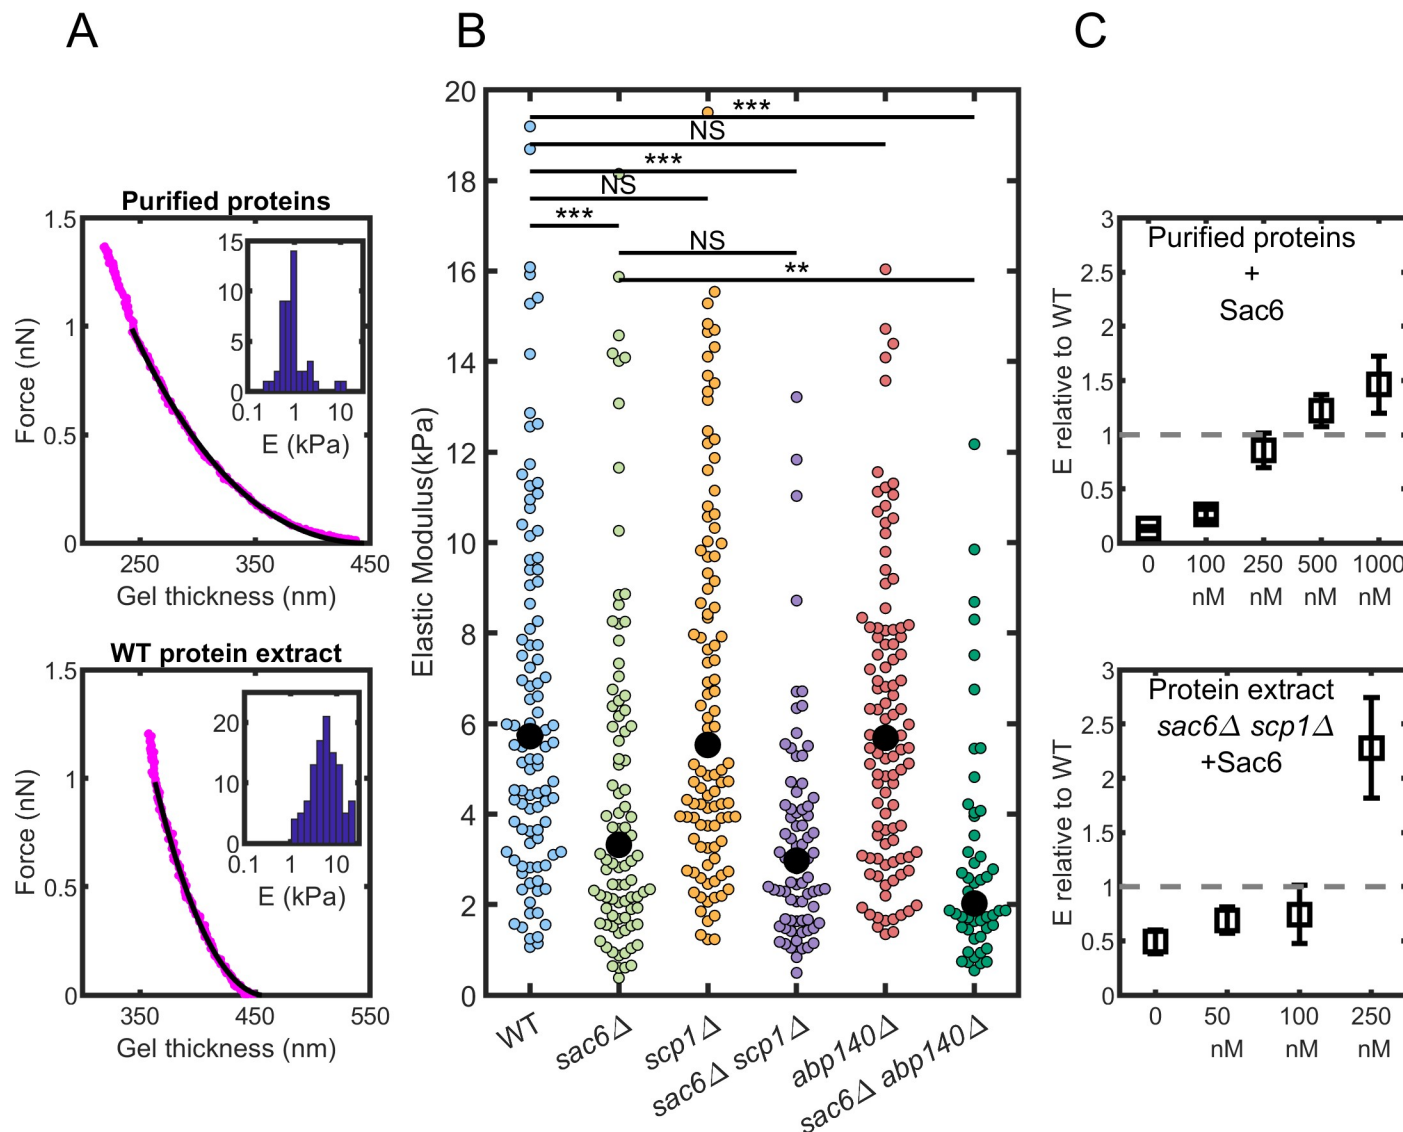 A
Purified proteins
1.5
1
0.5
0
Force (nN)
250 350 450
Gel thickness (nm)
15
10
5
0
0.1 1 10
E (kPa)
WT protein extract
1.5
1
0.5
0
Force (nN)
350 450 550
Gel thickness (nm)
20
10
0
0.1 1 10
E (kPa)
B
20
18
16
14
12
10
8
6
4
2
0
Elastic Modulus(kPa)
***
NS
***
NS
***
NS
**
WT
sac6Δ
scp1Δ
sac6Δ scp1Δ
abp140Δ
sac6Δ abp140Δ
C
3
2.5
2
1.5
1
0.5
0
E relative to WT
Purified proteins
+
Sac6
0 100 250 500 1000
nM nM nM nM
3
2.5
2
1.5
1
0.5
0
E relative to WT
Protein extract
sac6Δ scp1Δ
+Sac6
0 50 100 250
nM nM nM